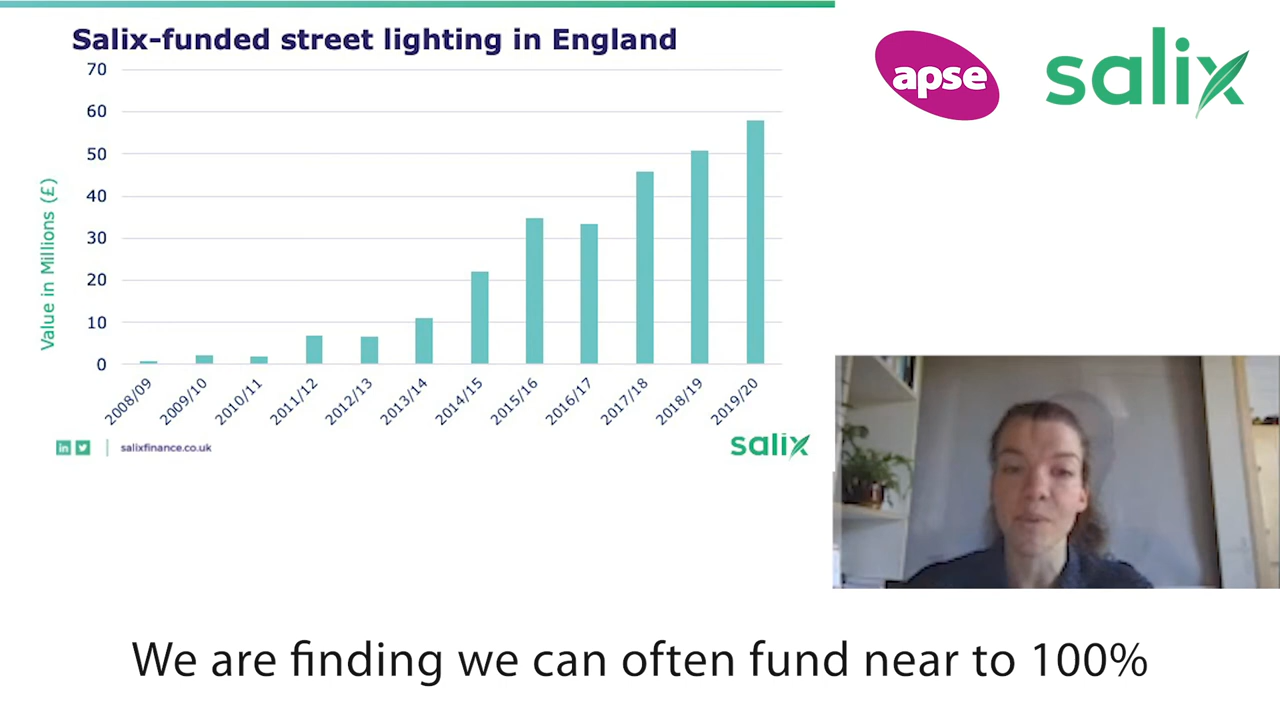 Salix-funded street lighting in England
apse
salix
Value in Millions (£)
70
60
50
40
30
20
10
0
2008/09
2009/10
2010/11
2011/12
2012/13
2013/14
2014/15
2015/16
2016/17
2017/18
2018/19
2019/20
in
salixfinance.co.uk
salix
We are finding we can often fund near to 100%